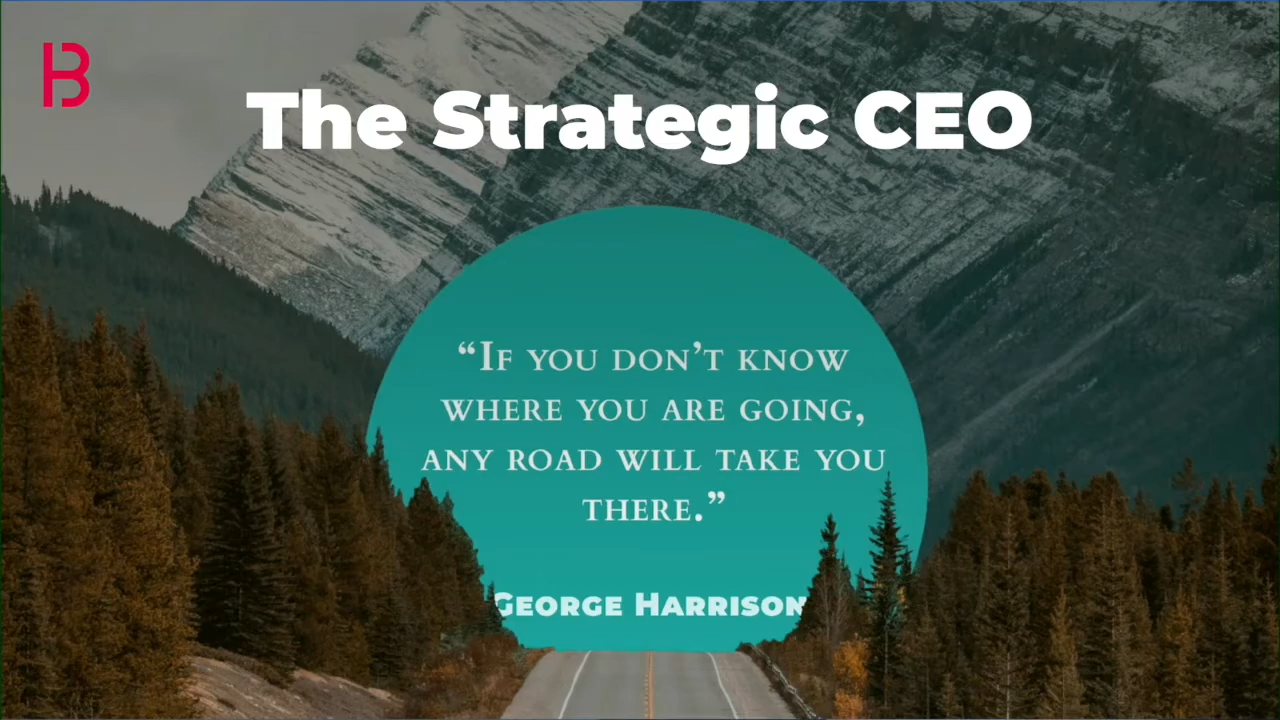 The Strategic CEO
“If you don’t know
where you are going,
any road will take you
there.”
George Harrison